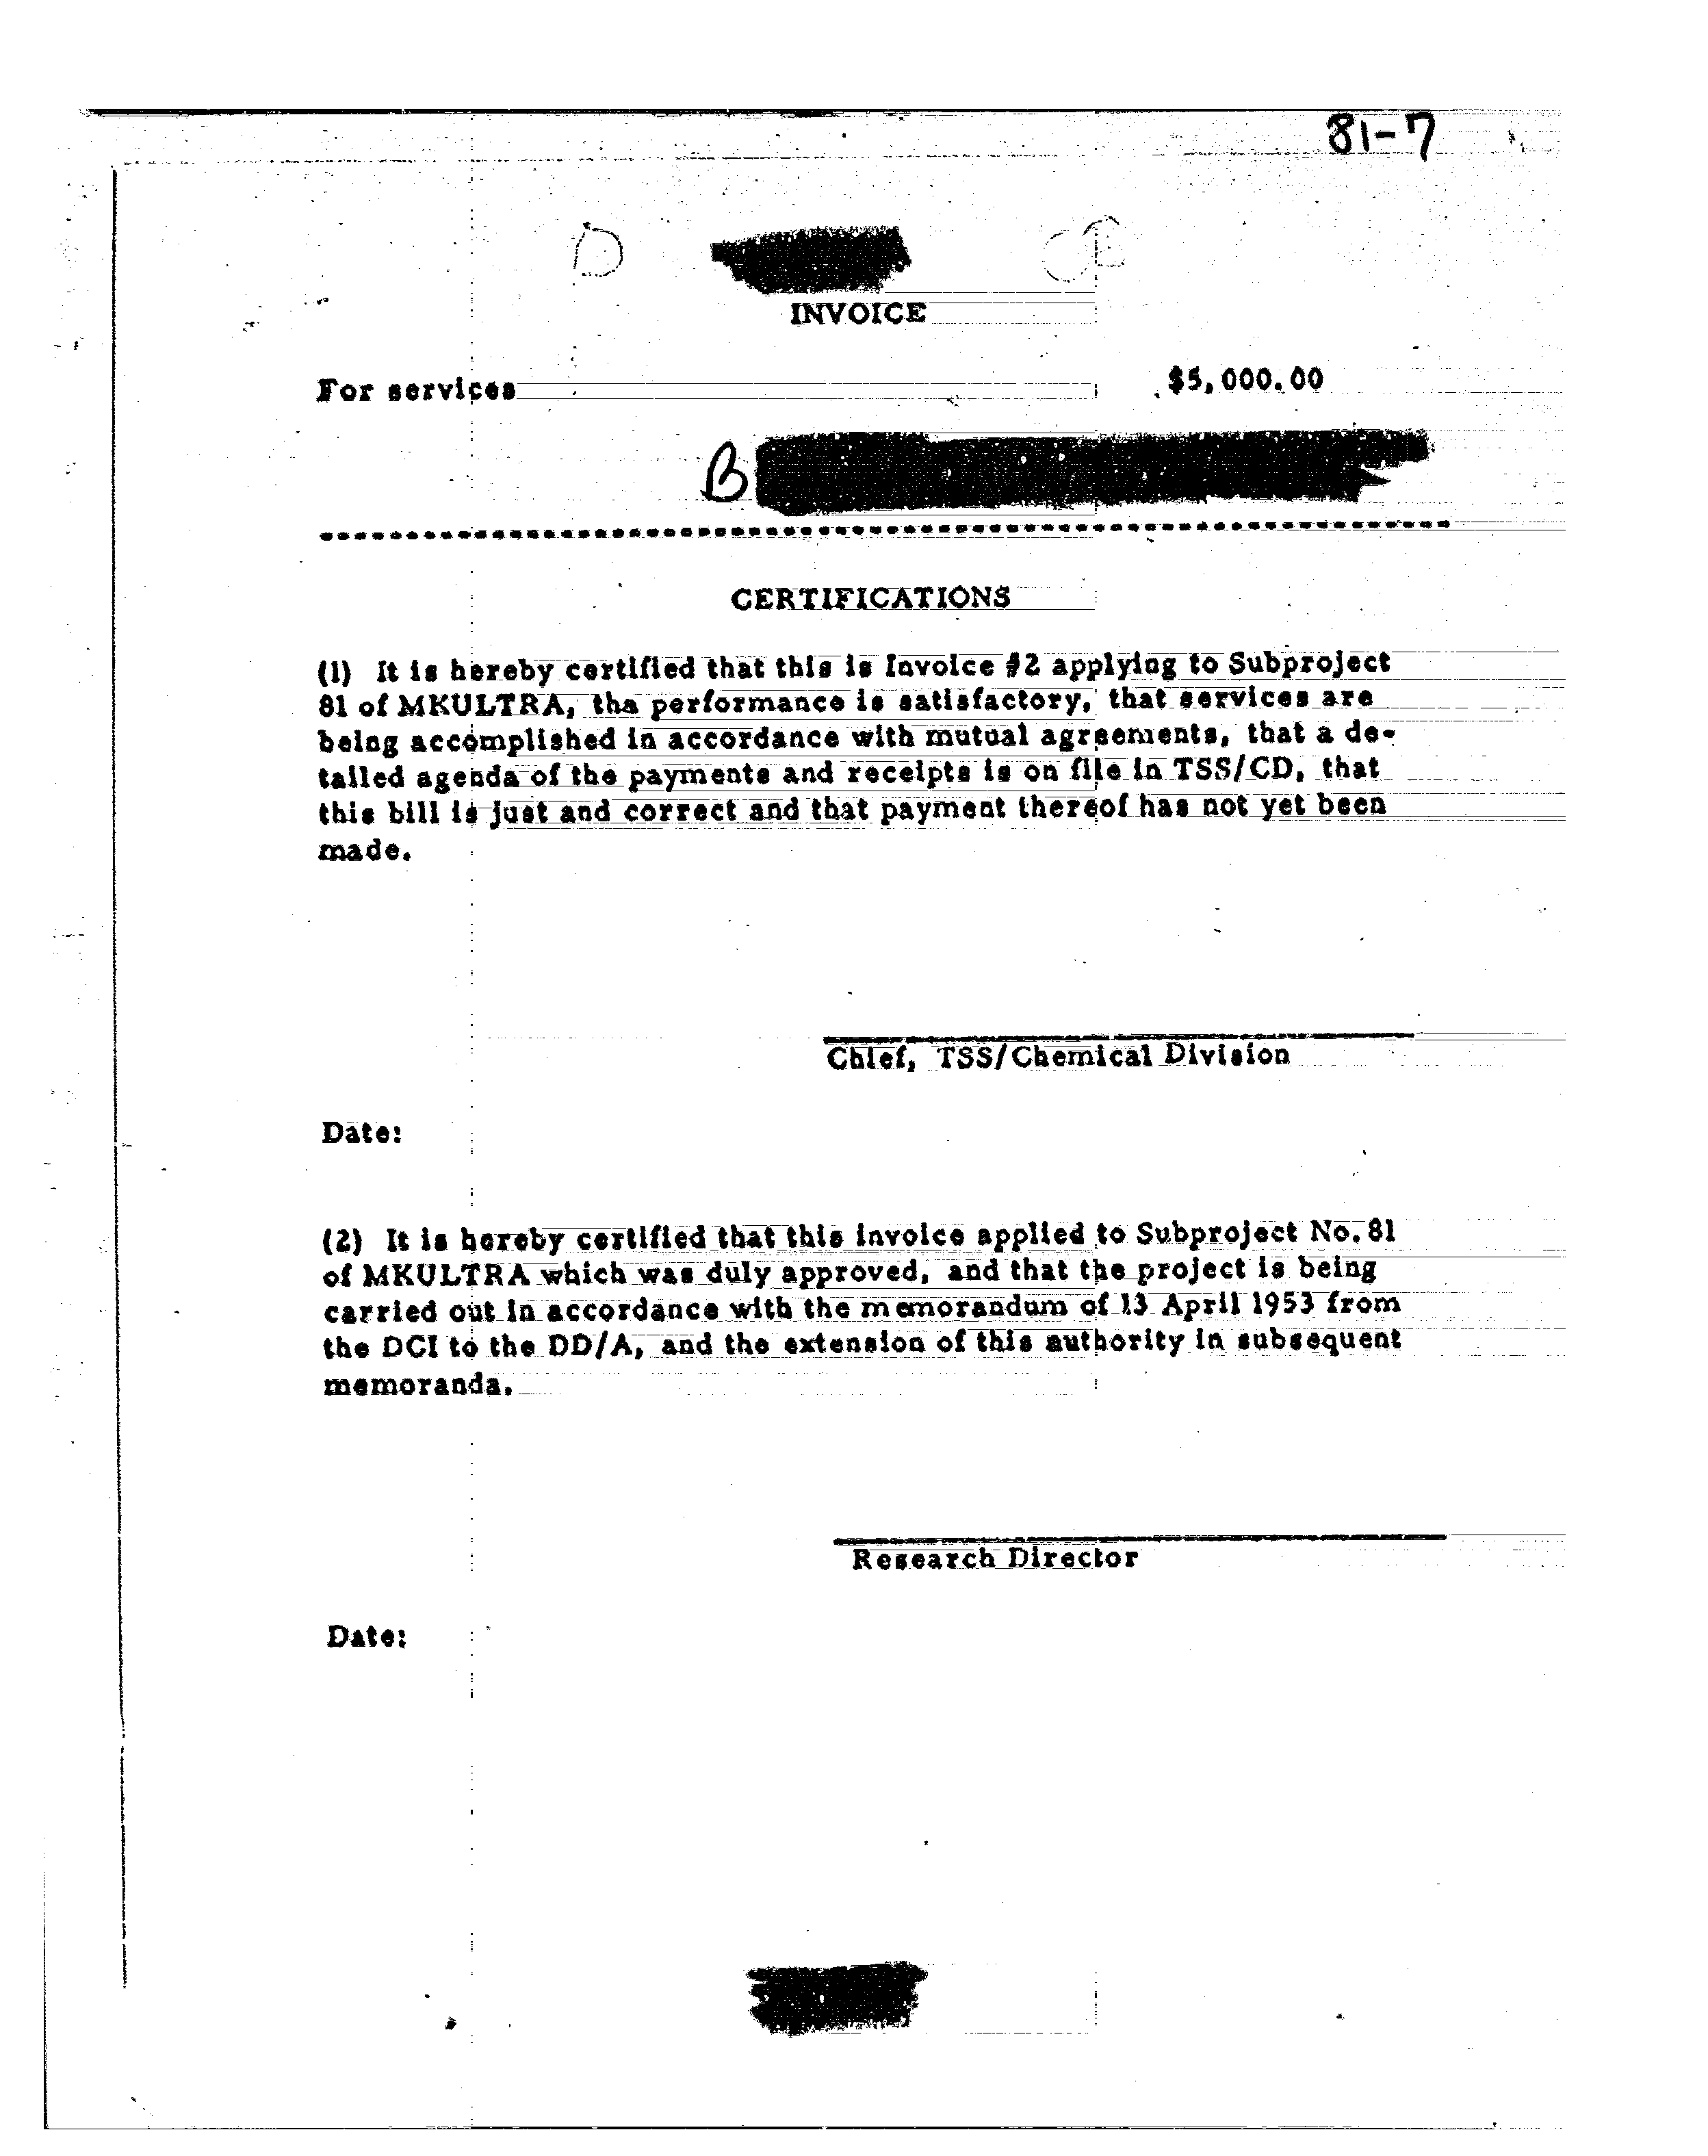 81-7
D
INVOICE
For services $5,000.00
B
CERTIFICATIONS
(1) It is hereby certified that this is Invoice #2 applying to Subproject
81 of MKULTRA, the performance is satisfactory, that services are
being accomplished in accordance with mutual agreements, that a de-
tailed agenda of the payments and receipts is on file in TSS/CD, that
this bill is just and correct and that payment thereof has not yet been
made.
Chief, TSS/Chemical Division
Date:
(2) It is hereby certified that this invoice applied to Subproject No. 81
of MKULTRA which was duly approved, and that the project is being
carried out in accordance with the memorandum of 13 April 1953 from
the DCI to the DD/A, and the extension of this authority in subsequent
memoranda.
Research Director
Date: